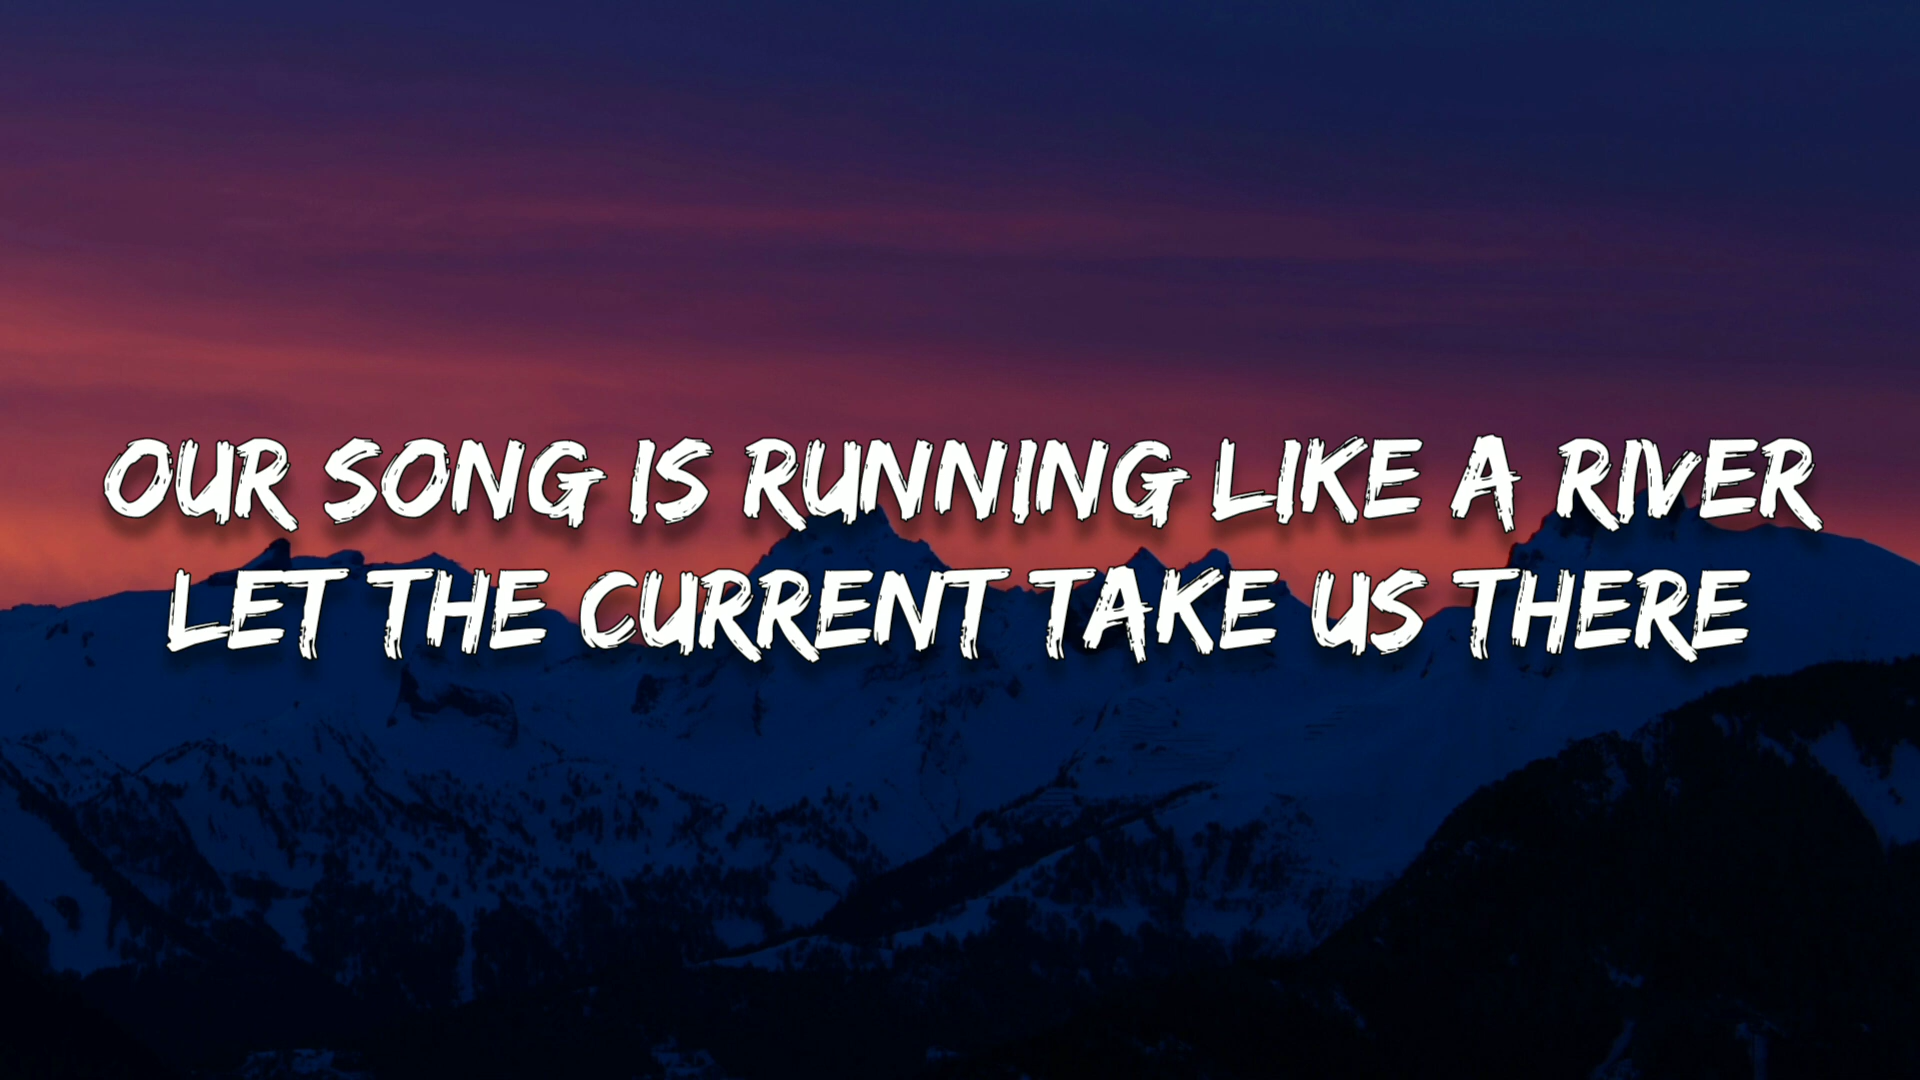 OUR SONG IS RUNNING LIKE A RIVER
LET THE CURRENT TAKE US THERE